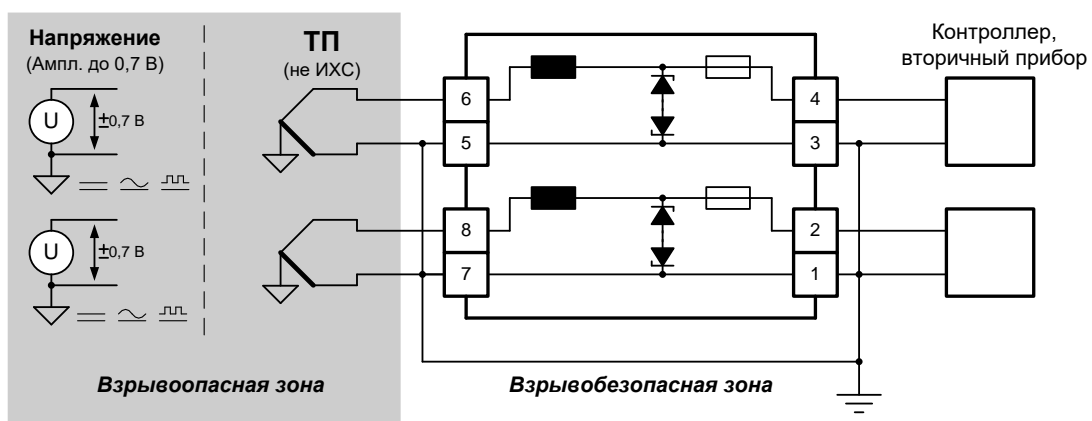 Напряжение
(Ампл. до 0,7 В)
U
±0,7 В
U
±0,7 В
ТП
(не ИХС)
6
5
8
7
4
3
2
1
Контроллер,
вторичный прибор
Взрывоопасная зона
Взрывобезопасная зона